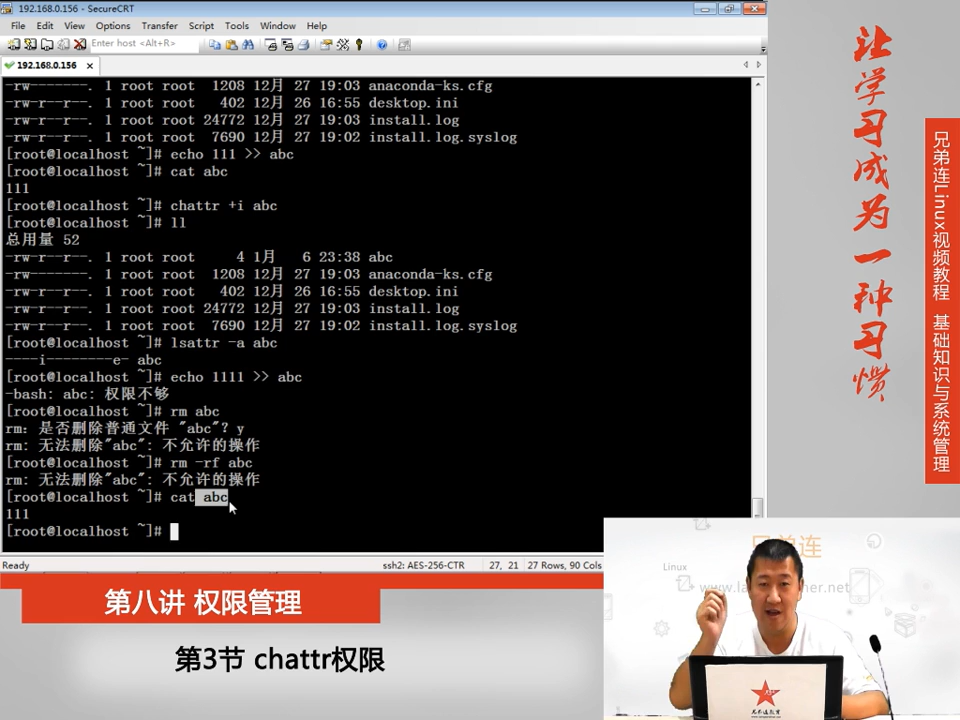 192.168.0.156 - SecureCRT
File Edit View Options Transfer Script Tools Window Help
Enter host <Alt+R>
192.168.0.156
-rw-------. 1 root root  1208 12月 27 19:03 anaconda-ks.cfg
-rw-r--r--. 1 root root   402 12月 26 16:55 desktop.ini
-rw-r--r--. 1 root root 24772 12月 27 19:03 install.log
-rw-r--r--. 1 root root  7690 12月 27 19:02 install.log.syslog
[root@localhost ~]# echo 111 >> abc
[root@localhost ~]# cat abc
111
[root@localhost ~]# chattr +i abc
[root@localhost ~]# ll
总用量 52
-rw-r--r--. 1 root root     4 1月   6 23:38 abc
-rw-------. 1 root root  1208 12月 27 19:03 anaconda-ks.cfg
-rw-r--r--. 1 root root   402 12月 26 16:55 desktop.ini
-rw-r--r--. 1 root root 24772 12月 27 19:03 install.log
-rw-r--r--. 1 root root  7690 12月 27 19:02 install.log.syslog
[root@localhost ~]# lsattr -a abc
----i--------e- abc
[root@localhost ~]# echo 1111 >> abc
-bash: abc: 权限不够
[root@localhost ~]# rm abc
rm：是否删除普通文件 "abc"？y
rm: 无法删除"abc": 不允许的操作
[root@localhost ~]# rm -rf abc
rm: 无法删除"abc": 不允许的操作
[root@localhost ~]# cat abc
111
[root@localhost ~]#
Ready ssh2: AES-256-CTR 27, 21 27 Rows, 90 Cols
让学习成为一种习惯
兄弟连Linux视频教程 基础知识与系统管理
第八讲 权限管理
第3节 chattr权限
Linux